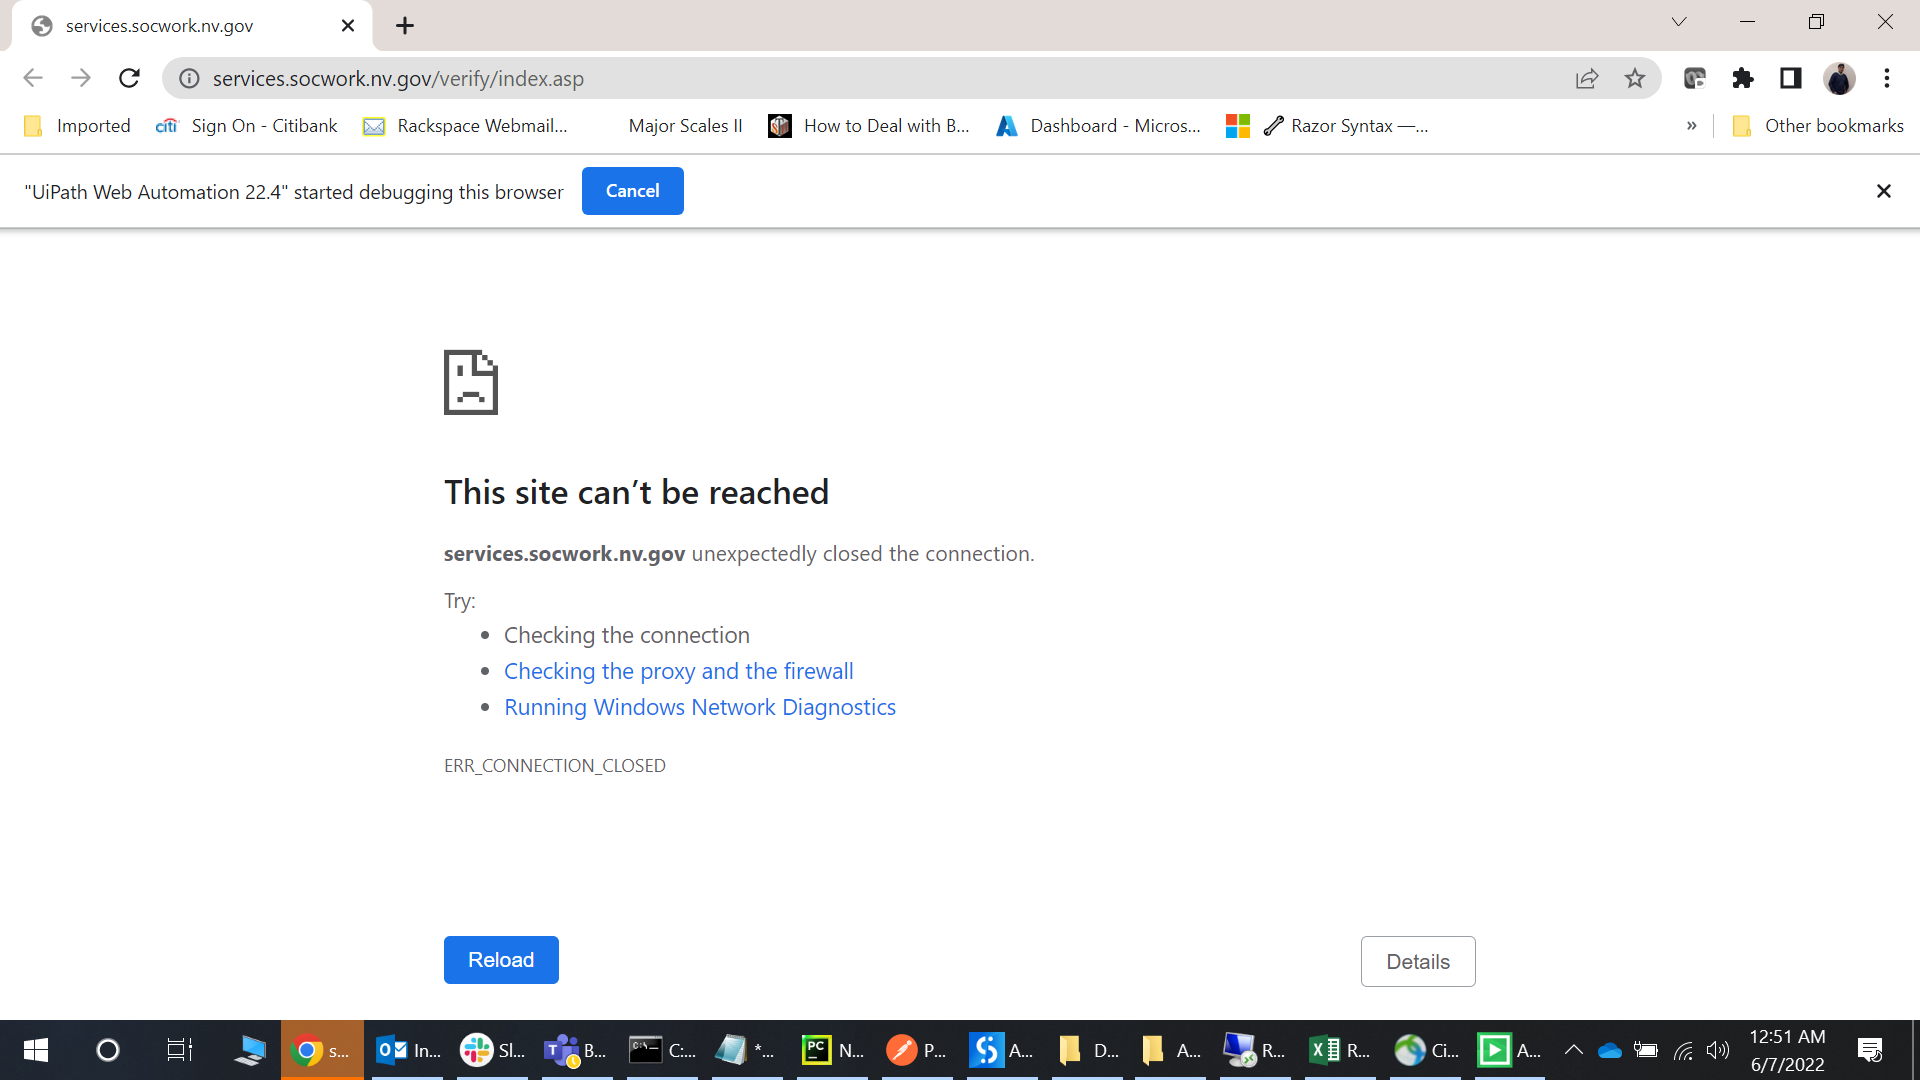 services.socwork.nv.gov
services.socwork.nv.gov/verify/index.asp
Imported
citi
Sign On - Citibank
Rackspace Webmail...
Major Scales II
How to Deal with B...
Dashboard - Micros...
Razor Syntax —...
»
Other bookmarks
"UiPath Web Automation 22.4" started debugging this browser
Cancel
This site can’t be reached
services.socwork.nv.gov unexpectedly closed the connection.
Try:
• Checking the connection
• Checking the proxy and the firewall
• Running Windows Network Diagnostics
ERR_CONNECTION_CLOSED
Reload
Details
s...
In...
Sl...
B...
C:...
*...
PC
N...
P...
A...
D...
A...
R...
R...
Ci...
A...
12:51 AM
6/7/2022